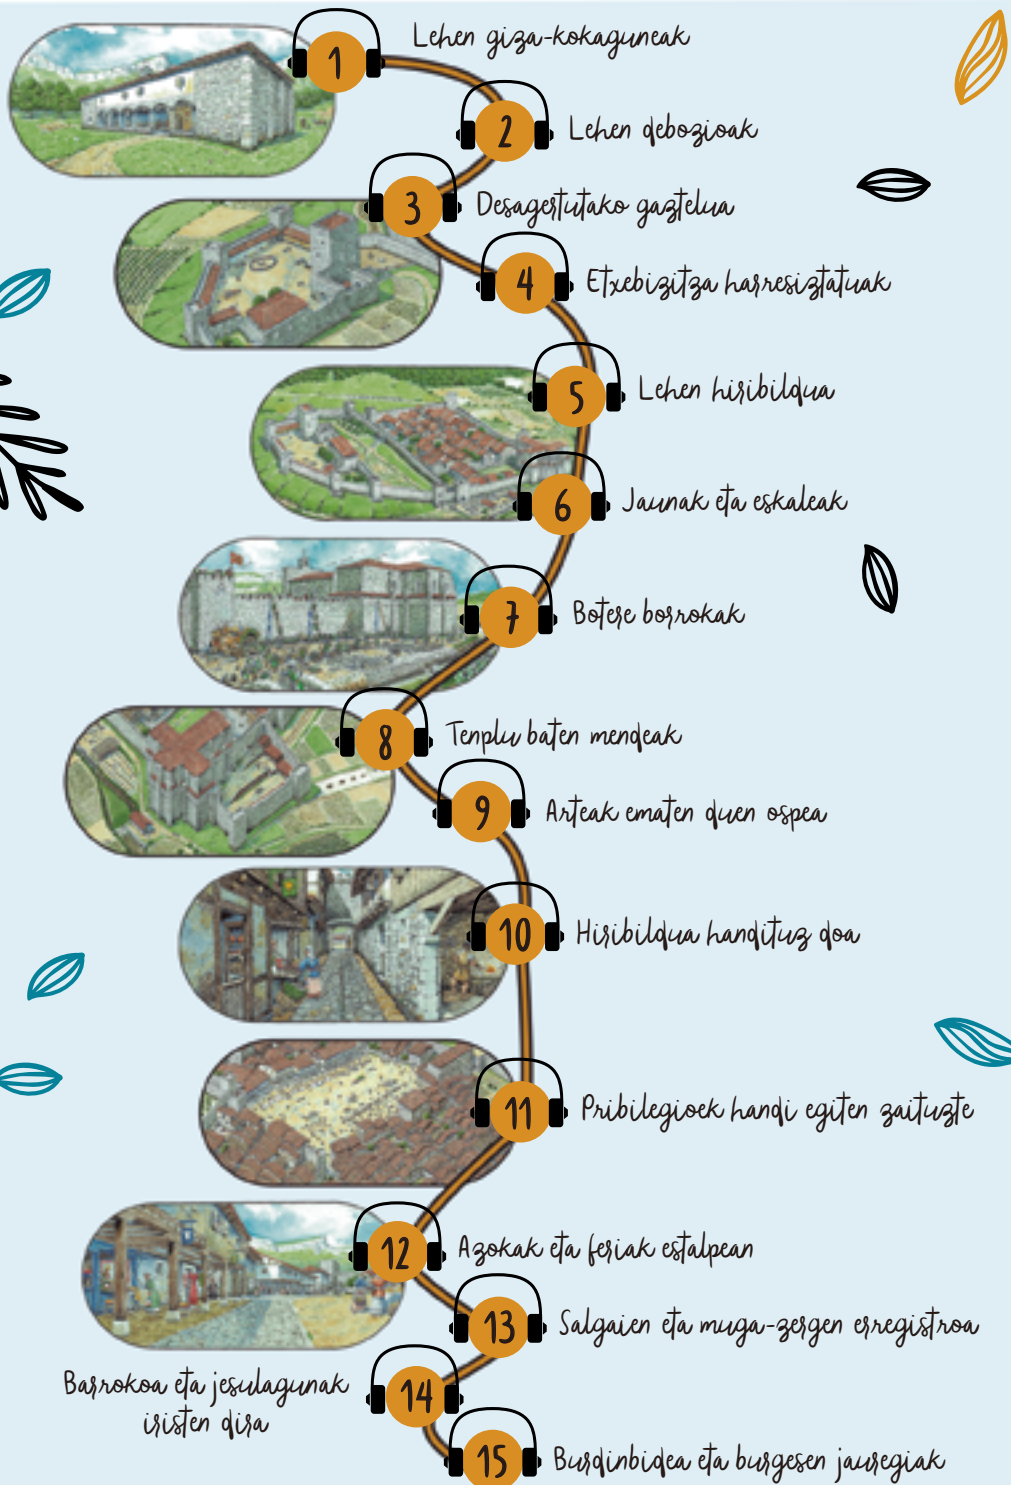 1
Lehen giza-kokaguneak
2
Lehen debozioak
3
Desagertutako gaztelua
4
Etxebizitza harresiztatuak
5
Lehen hiribildua
6
Jaunak eta eskaleak
7
Botere borrokak
8
Tenplu baten mendeak
9
Arteak ematen duen ospea
10
Hiribildua handituz doa
11
Pribilegioek handi egiten zaituzte
12
Azokak eta feriak estalpean
13
Salgaien eta muga-zergen erregistroa
14
Barrokoa eta jesulagunak
iristen dira
15
Burdinbidea eta burgesen jauregiak